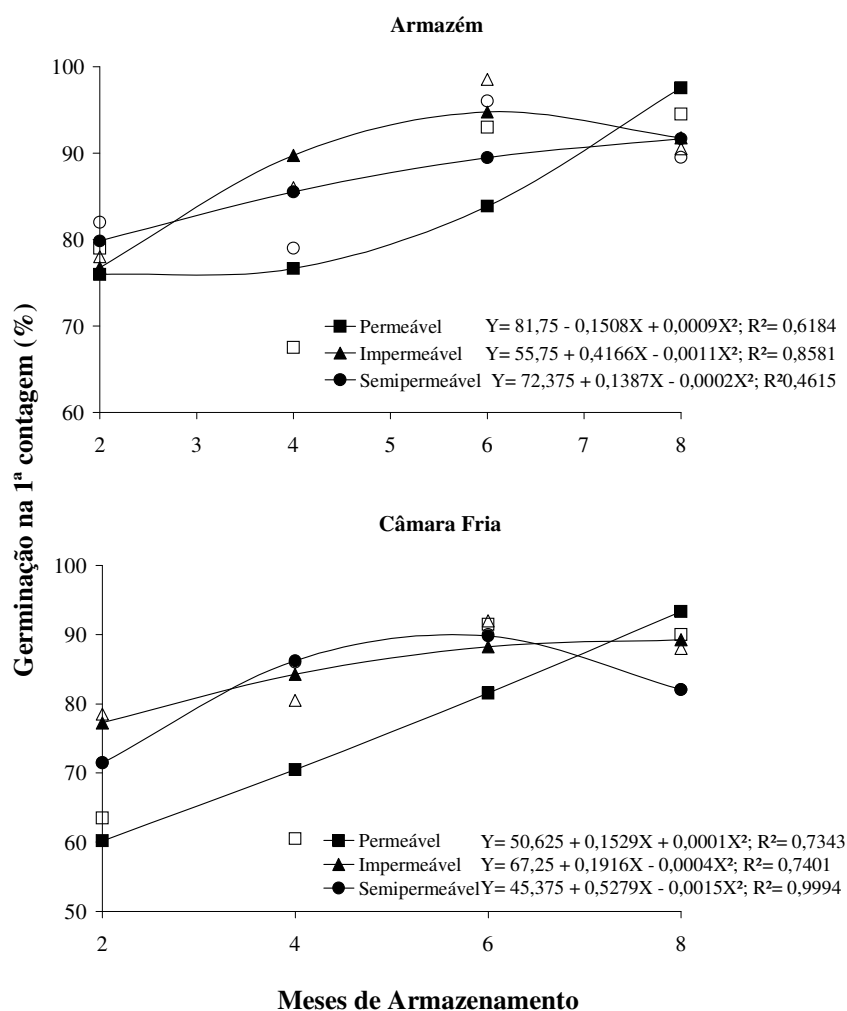 Armazém
100
90
80
70
60
2 3 4 5 6 7 8
Permeável Y= 81,75 - 0,1508X + 0,0009X²; R²= 0,6184
Impermeável Y= 55,75 + 0,4166X - 0,0011X²; R²= 0,8581
Semipermeável Y= 72,375 + 0,1387X - 0,0002X²; R²0,4615
Germinação na 1ª contagem (%)
Câmara Fria
100
90
80
70
60
50
2 4 6 8
Permeável Y= 50,625 + 0,1529X + 0,0001X²; R²= 0,7343
Impermeável Y= 67,25 + 0,1916X - 0,0004X²; R²= 0,7401
Semipermeável Y= 45,375 + 0,5279X - 0,0015X²; R²= 0,9994
Meses de Armazenamento